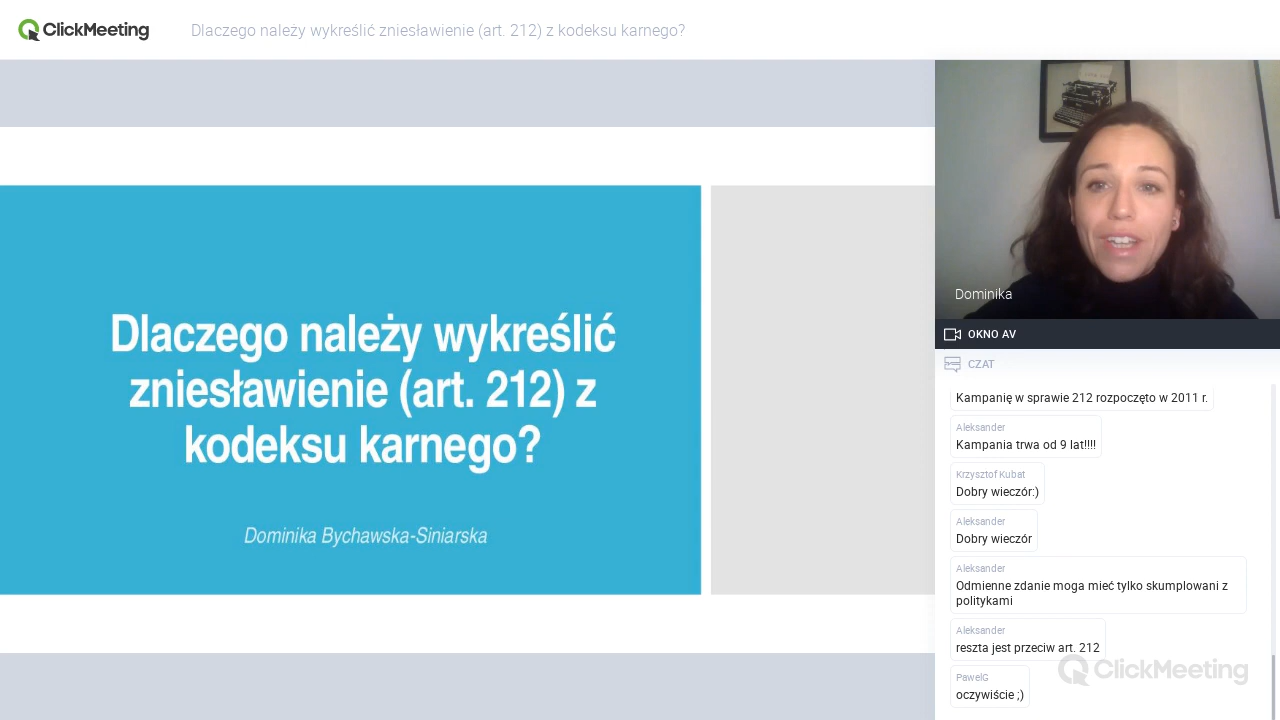 ClickMeeting
Dlaczego należy wykreślić zniesławienie (art. 212) z kodeksu karnego?
Dlaczego należy wykreślić
zniesławienie (art. 212) z
kodeksu karnego?
Dominika Bychawska-Siniarska
Dominika
OKNO AV
CZAT
Kampanię w sprawie 212 rozpoczęto w 2011 r.
Aleksander
Kampania trwa od 9 lat!!!!
Krzysztof Kubat
Dobry wieczór:)
Aleksander
Dobry wieczór
Aleksander
Odmienne zdanie moga mieć tylko skumplowani z
politykami
Aleksander
reszta jest przeciw art. 212
PawelG
oczywiście ;)
ClickMeeting